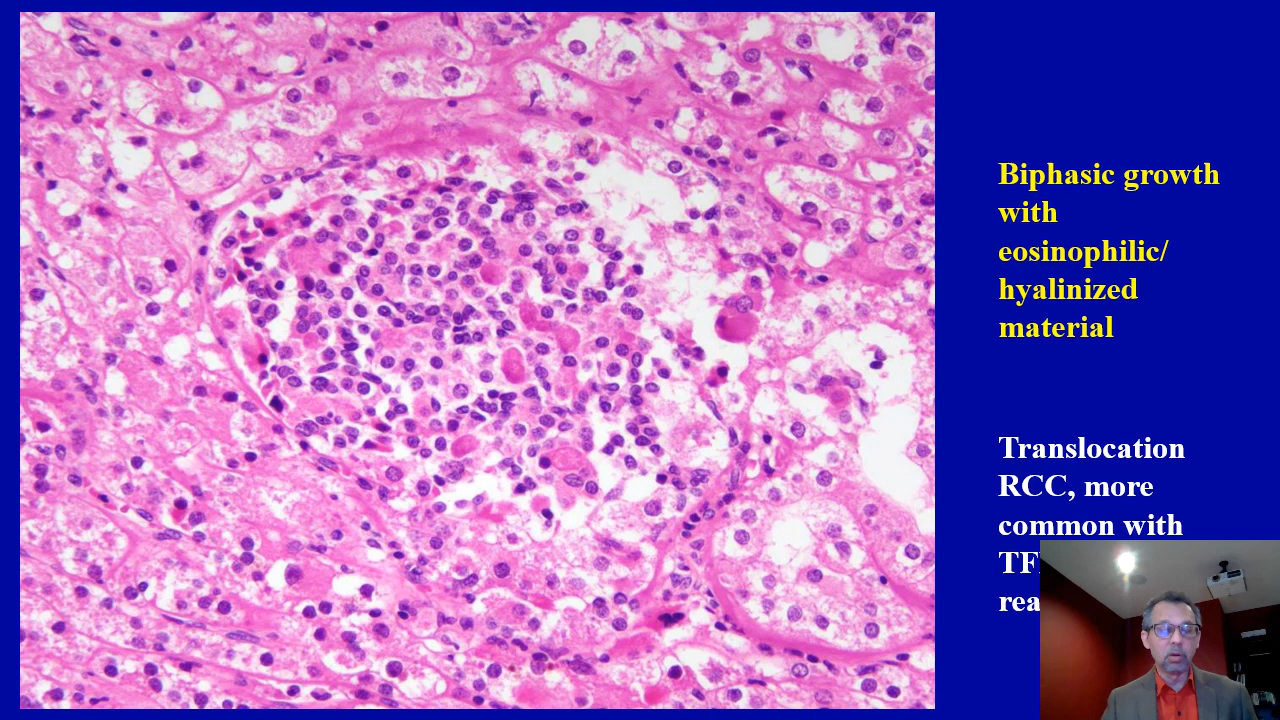 Biphasic growth
with
eosinophilic/
hyalinized
material
Translocation
RCC, more
common with